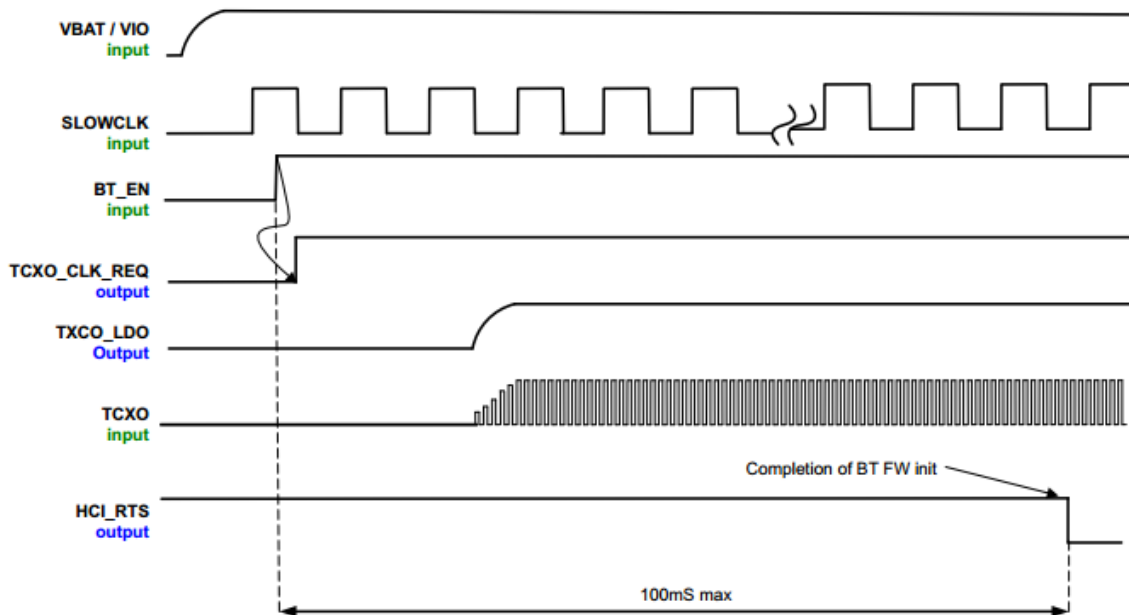 VBAT / VIO
input
SLOWCLK
input
BT_EN
input
TCXO_CLK_REQ
output
TXCO_LDO
Output
TCXO
input
Completion of BT FW init
HCI_RTS
output
100mS max